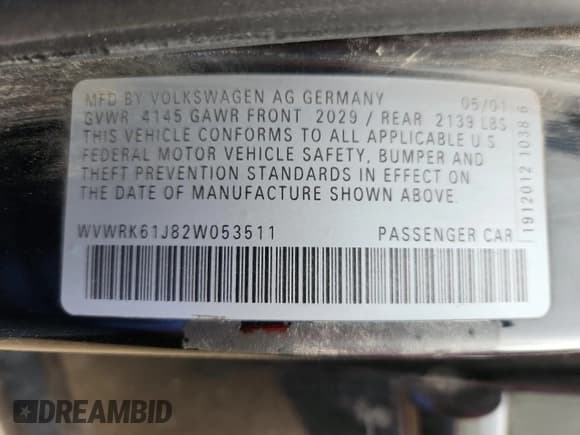 MFD BY VOLKSWAGEN AG GERMANY 05/01
GVWR 4145 GAWR FRONT 2029 / REAR 2139 LBS
THIS VEHICLE CONFORMS TO ALL APPLICABLE U S
FEDERAL MOTOR VEHICLE SAFETY, BUMPER AND
THEFT PREVENTION STANDARDS IN EFFECT ON
THE DATE OF MANUFACTURE SHOWN ABOVE.
WVWRK61J82W053511 PASSENGER CAR
1912012 10386
DREAMBID